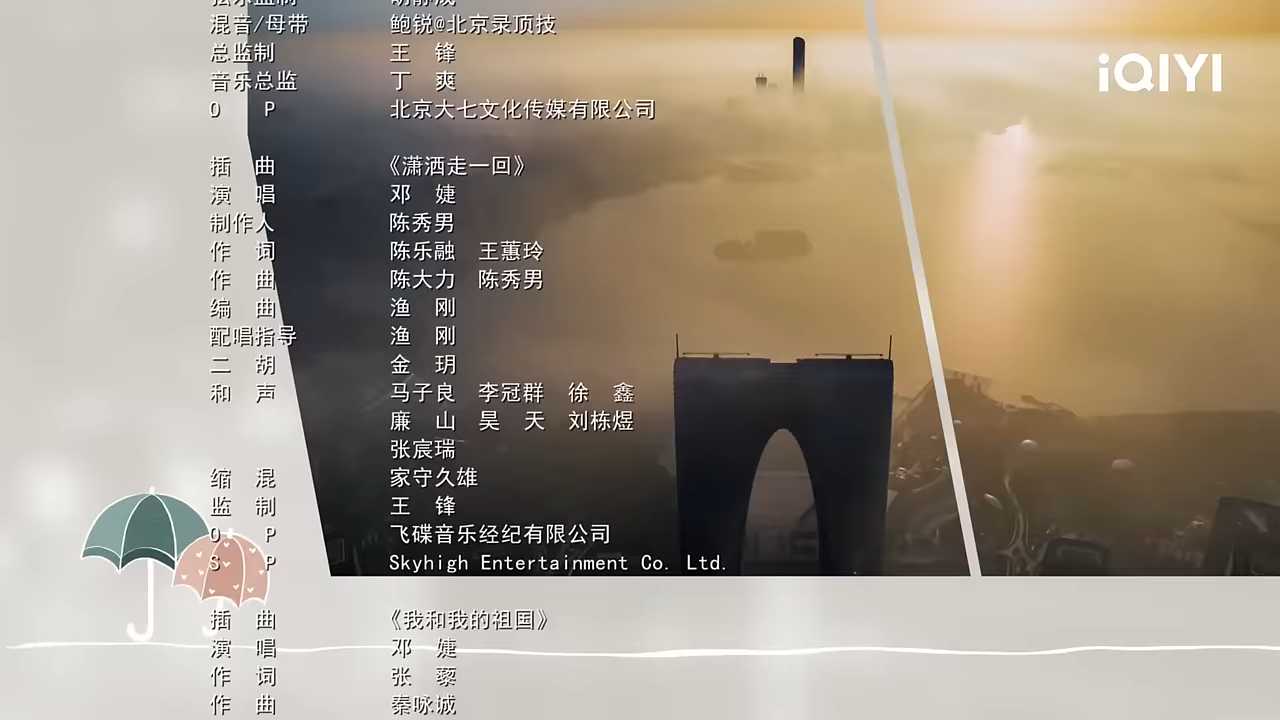 混音/母带 鲍锐@北京录顶技
总监制 王 锋
音乐总监 丁 爽
O P 北京大七文化传媒有限公司
iQIYI
插 曲 《潇洒走一回》
演 唱 邓 婕
制作人 陈秀男
作 词 陈乐融 王蕙玲
作 曲 陈大力 陈秀男
编 曲 渔 刚
配唱指导 渔 刚
二 胡 金 玥
和 声 马子良 李冠群 徐 鑫
廉 山 昊 天 刘栋煜
张宸瑞
缩 混 家守久雄
监 制 王 锋
O P 飞碟音乐经纪有限公司
S P Skyhigh Entertainment Co. Ltd.
插 曲 《我和我的祖国》
演 唱 邓 婕
作 词 张 藜
作 曲 秦咏诚